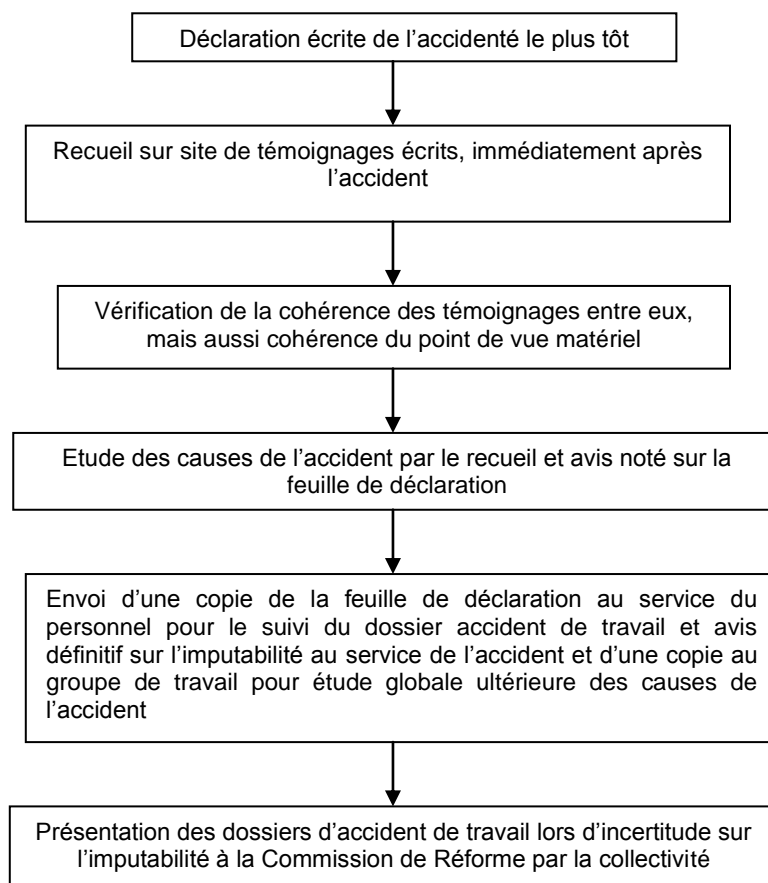 Déclaration écrite de l’accidenté le plus tôt
Recueil sur site de témoignages écrits, immédiatement après
l’accident
Vérification de la cohérence des témoignages entre eux,
mais aussi cohérence du point de vue matériel
Etude des causes de l’accident par le recueil et avis noté sur la
feuille de déclaration
Envoi d’une copie de la feuille de déclaration au service du
personnel pour le suivi du dossier accident de travail et avis
définitif sur l’imputabilité au service de l’accident et d’une copie au
groupe de travail pour étude globale ultérieure des causes de
l’accident
Présentation des dossiers d’accident de travail lors d’incertitude sur
l’imputabilité à la Commission de Réforme par la collectivité